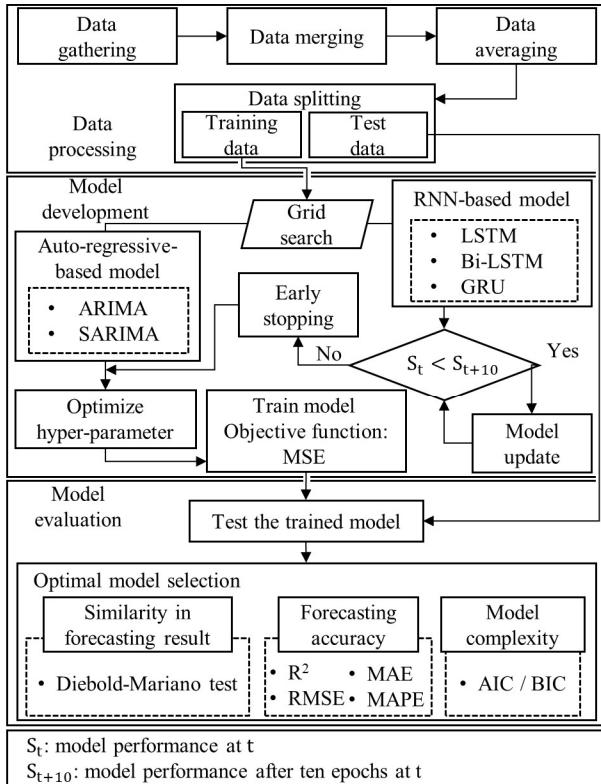 Data
gathering
Data merging
Data
averaging
Data splitting
Training
data
Test
data
Data
processing
Model
development
Grid
search
RNN-based model
• LSTM
• Bi-LSTM
• GRU
Auto-regressive-
based model
• ARIMA
• SARIMA
Early
stopping
No
S_t < S_{t+10}
Yes
Optimize
hyper-parameter
Train model
Objective function:
MSE
Model
update
Model
evaluation
Test the trained model
Optimal model selection
Similarity in
forecasting result
• Diebold-Mariano test
Forecasting
accuracy
• R² • MAE
• RMSE • MAPE
Model
complexity
• AIC / BIC
S_t: model performance at t
S_{t+10}: model performance after ten epochs at t